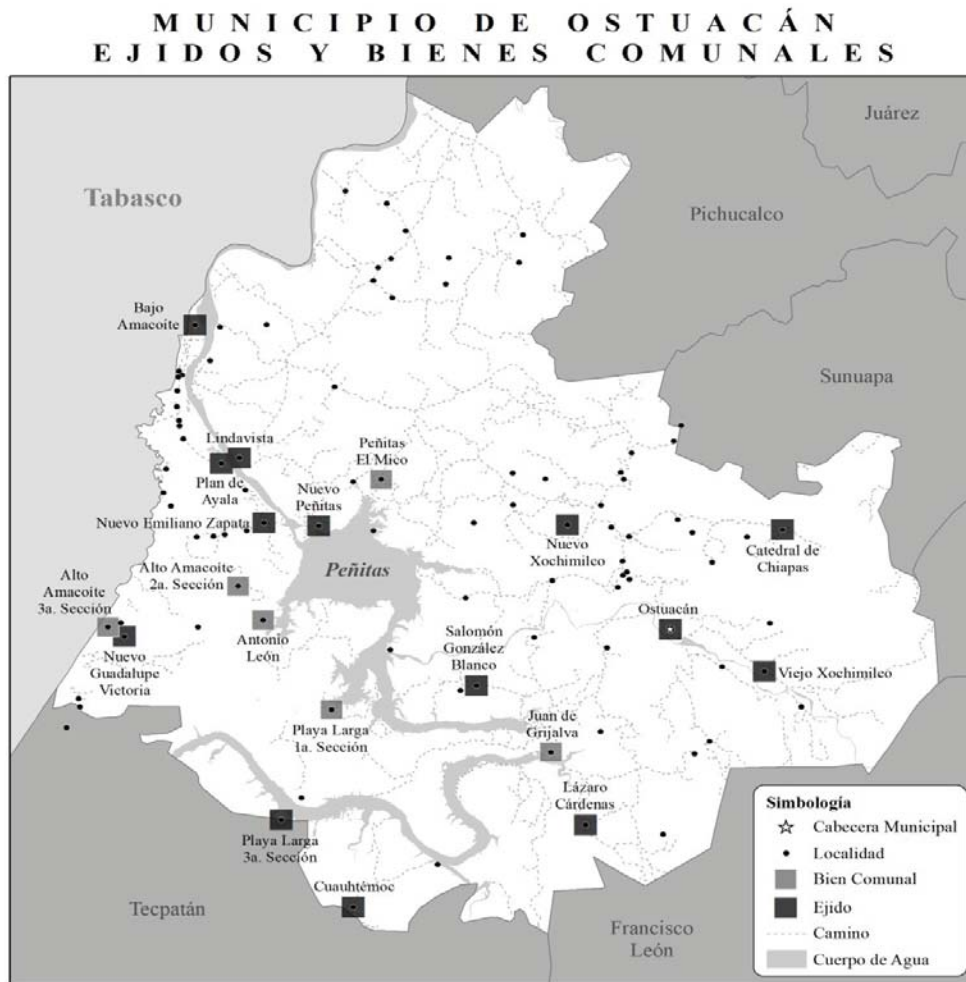 MUNICIPIO DE OSTUACÁN
EJIDOS Y BIENES COMUNALES
Juárez
Tabasco
Pichucalco
Bajo
Amacoite
Sunuapa
Lindavista
Peñitas
El Mico
Plan de
Ayala
Nuevo
Peñitas
Nuevo Emiliano Zapata
Nuevo
Xochimilco
Catedral de
Chiapas
Alto Amacoite
2a. Sección
Peñitas
Alto
Amacoite
3a. Sección
Ostuacán
Antonio
León
Salomón
González
Blanco
Nuevo
Guadalupe
Victoria
Viejo Xochimilco
Playa Larga
1a. Sección
Juan de
Grijalva
Lázaro
Cárdenas
Playa Larga
3a. Sección
Cuauhtémoc
Tecpatán
Francisco
León
Simbología
Cabecera Municipal
Localidad
Bien Comunal
Ejido
Camino
Cuerpo de Agua